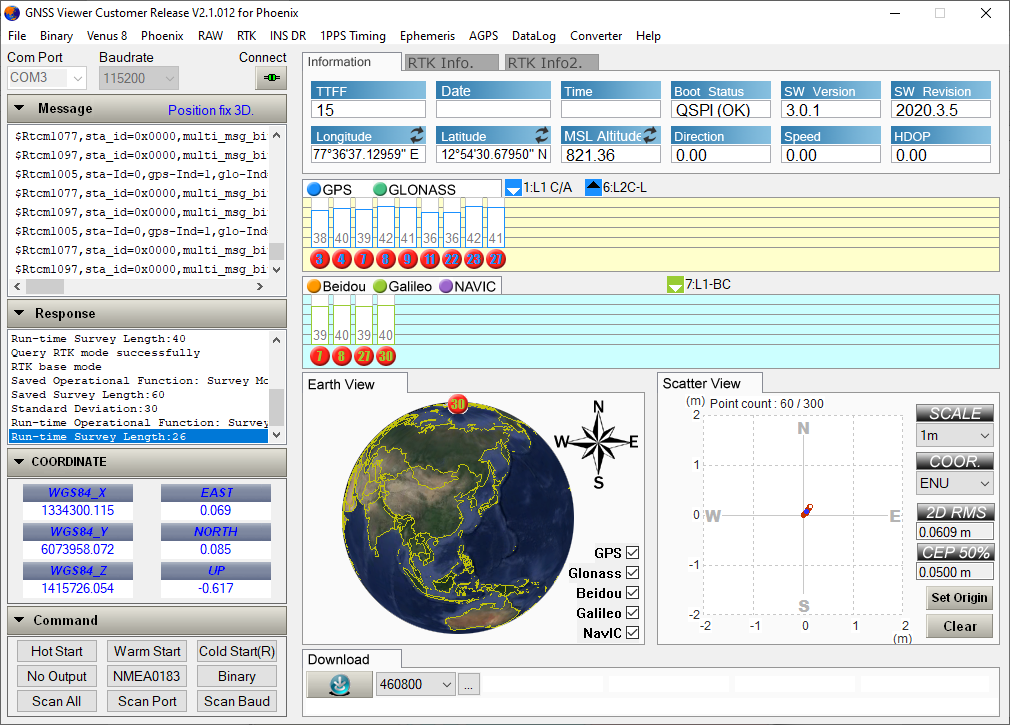 GNSS Viewer Customer Release V2.1.012 for Phoenix
File Binary Venus 8 Phoenix RAW RTK INS DR 1PPS Timing Ephemeris AGPS DataLog Converter Help
Com Port Baudrate Connect
COM3 115200
Message Position fix 3D.
$Rtcm1077,sta_id=0x0000,multi_msg_bi
$Rtcm1097,sta_id=0x0000,multi_msg_bi
$Rtcm1005,sta-Id=0,gps-Ind=1,glo-Ind
$Rtcm1077,sta_id=0x0000,multi_msg_bi
$Rtcm1097,sta_id=0x0000,multi_msg_bi
$Rtcm1005,sta-Id=0,gps-Ind=1,glo-Ind
$Rtcm1077,sta_id=0x0000,multi_msg_bi
$Rtcm1097,sta_id=0x0000,multi_msg_bi
Response
Run-time Survey Length:40
Query RTK mode successfully
RTK base mode
Saved Operational Function: Survey Mo
Saved Survey Length:60
Standard Deviation:30
Run-time Operational Function: Survey
Run-time Survey Length:26
COORDINATE
WGS84_X EAST
1334300.115 0.069
WGS84_Y NORTH
6073958.072 0.085
WGS84_Z UP
1415726.054 -0.617
Command
Hot Start Warm Start Cold Start(R)
No Output NMEA0183 Binary
Scan All Scan Port Scan Baud
Information RTK Info. RTK Info2.
TTFF Date Time Boot Status SW Version SW Revision
15 QSPI (OK) 3.0.1 2020.3.5
Longitude Latitude MSL Altitude Direction Speed HDOP
77°36'37.12959" E 12°54'30.67950" N 821.36 0.00 0.00 0.00
GPS GLONASS 1:L1 C/A 6:L2C-L
38 40 39 42 41 36 36 42 41
3 4 7 8 9 11 22 23 27
Beidou Galileo NAVIC 7:L1-BC
39 40 39 40
7 8 27 30
Earth View
30
N
W E
S
GPS
Glonass
Beidou
Galileo
NavIC
Scatter View
(m) Point count : 60 / 300
2
1
0
-1
-2
N
W E
S
-2 -1 0 1 2
(m)
SCALE
1m
COOR.
ENU
2D RMS
0.0609 m
CEP 50%
0.0500 m
Set Origin
Clear
Download
460800 ...